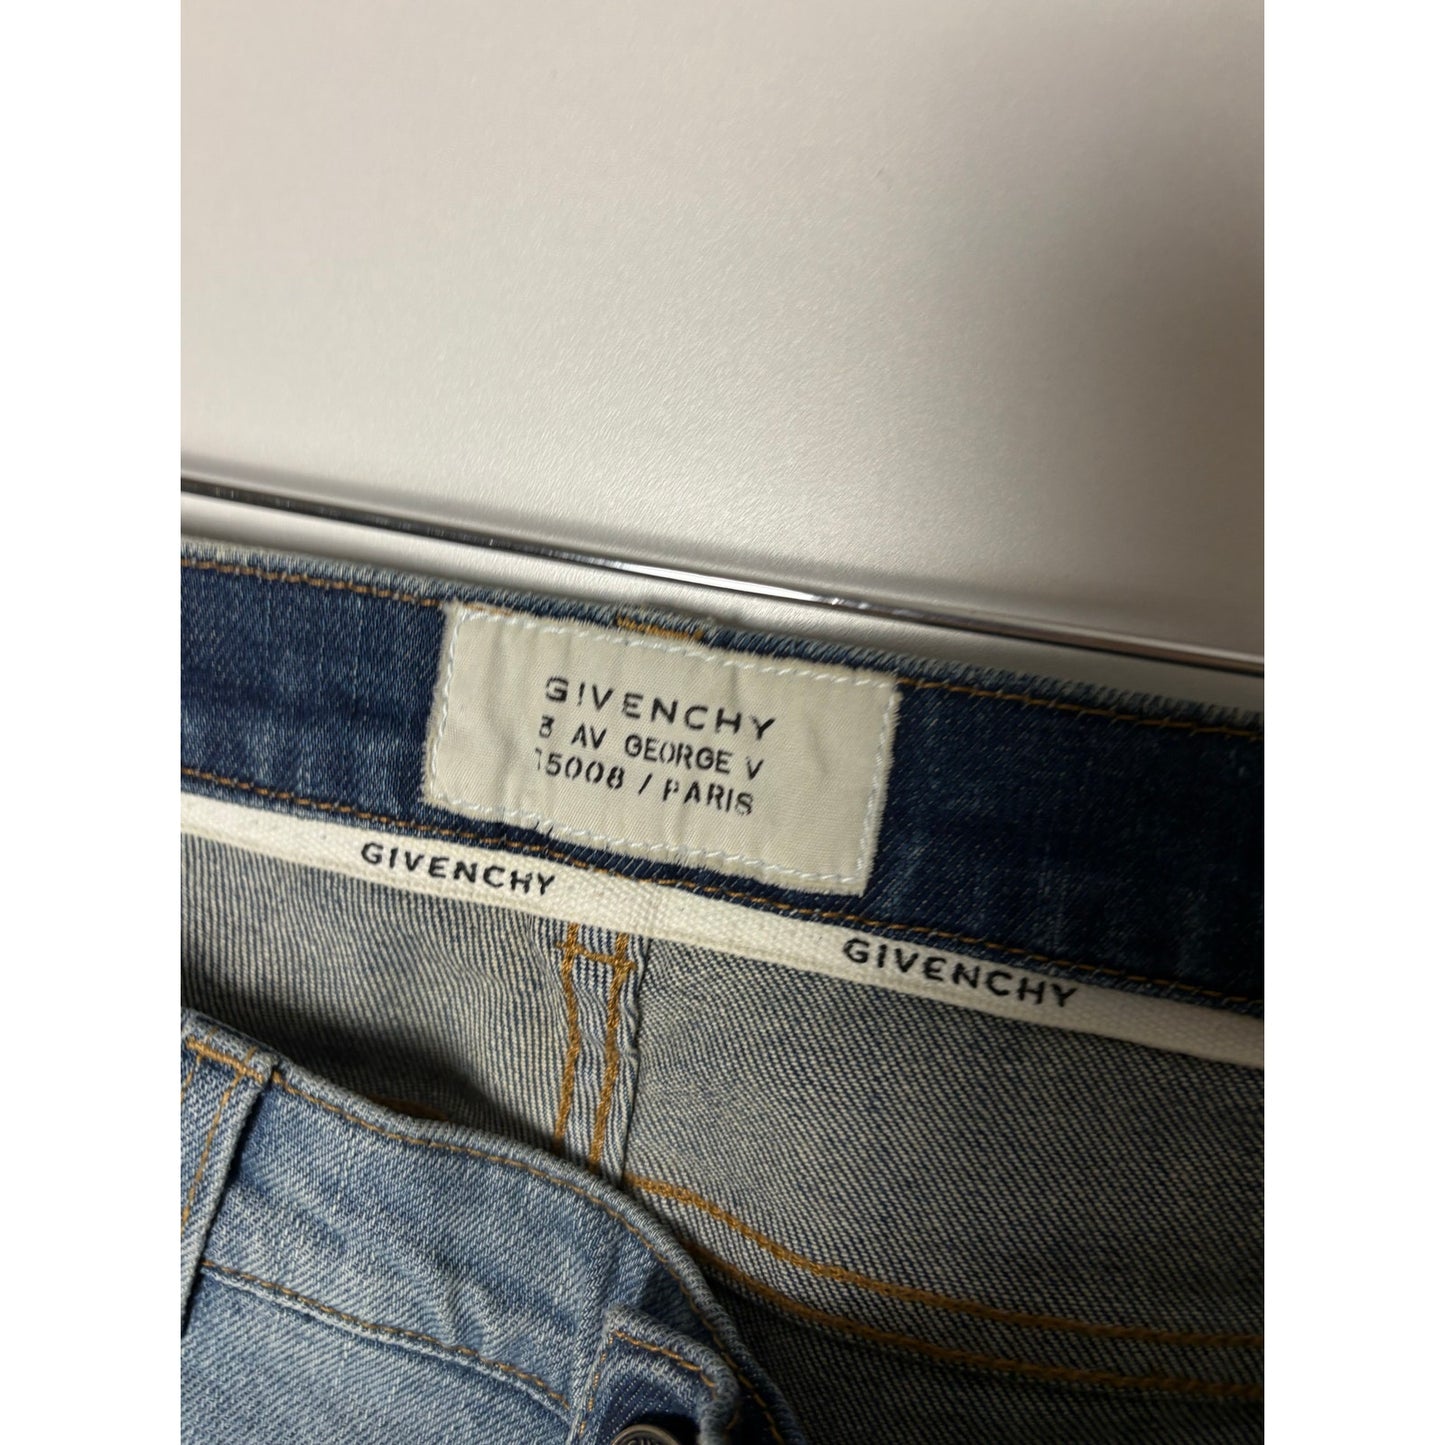 GIVENCHY
3 AV GEORGE V
75008 / PARIS
GIVENCHY
GIVENCHY